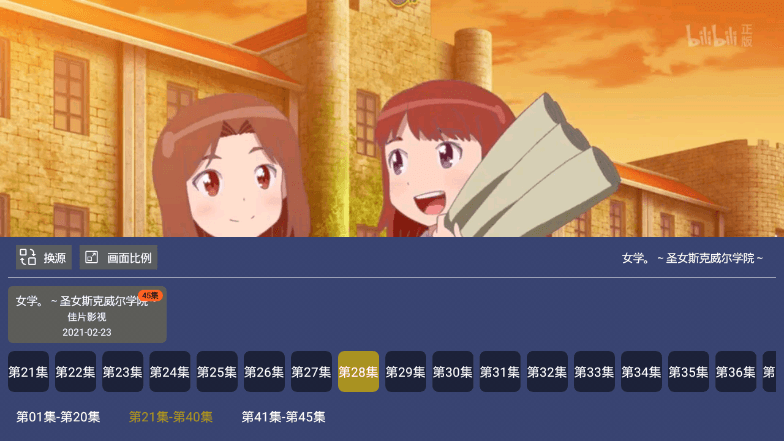 bilibili 正版
换源 画面比例 女学。～圣女斯克威尔学院～
女学。～圣女斯克威尔学院
45集
佳片影视
2021-02-23
第21集 第22集 第23集 第24集 第25集 第26集 第27集 第28集 第29集 第30集 第31集 第32集 第33集 第34集 第35集 第36集 第
第01集-第20集 第21集-第40集 第41集-第45集